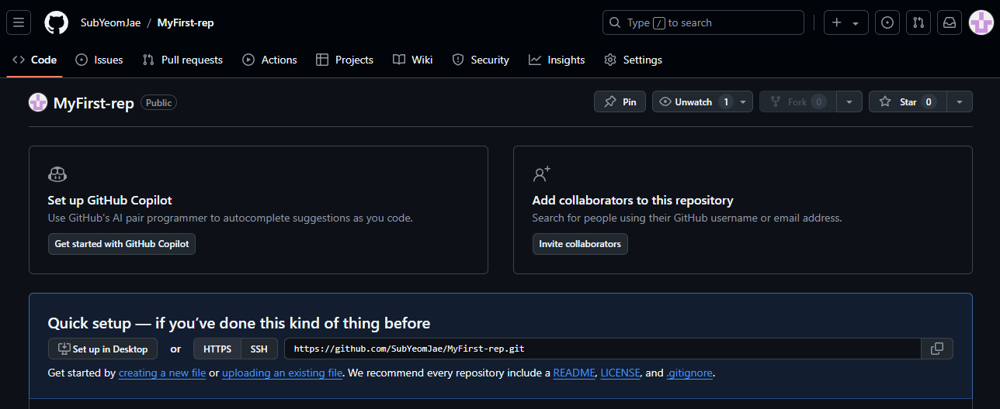 SubYeomJae / MyFirst-rep Type / to search
Code Issues Pull requests Actions Projects Wiki Security Insights Settings
MyFirst-rep Public Pin Unwatch 1 Fork 0 Star 0
Set up GitHub Copilot
Use GitHub's AI pair programmer to autocomplete suggestions as you code.
Get started with GitHub Copilot
Add collaborators to this repository
Search for people using their GitHub username or email address.
Invite collaborators
Quick setup — if you've done this kind of thing before
Set up in Desktop or HTTPS SSH https://github.com/SubYeomJae/MyFirst-rep.git
Get started by creating a new file or uploading an existing file. We recommend every repository include a README, LICENSE, and .gitignore.